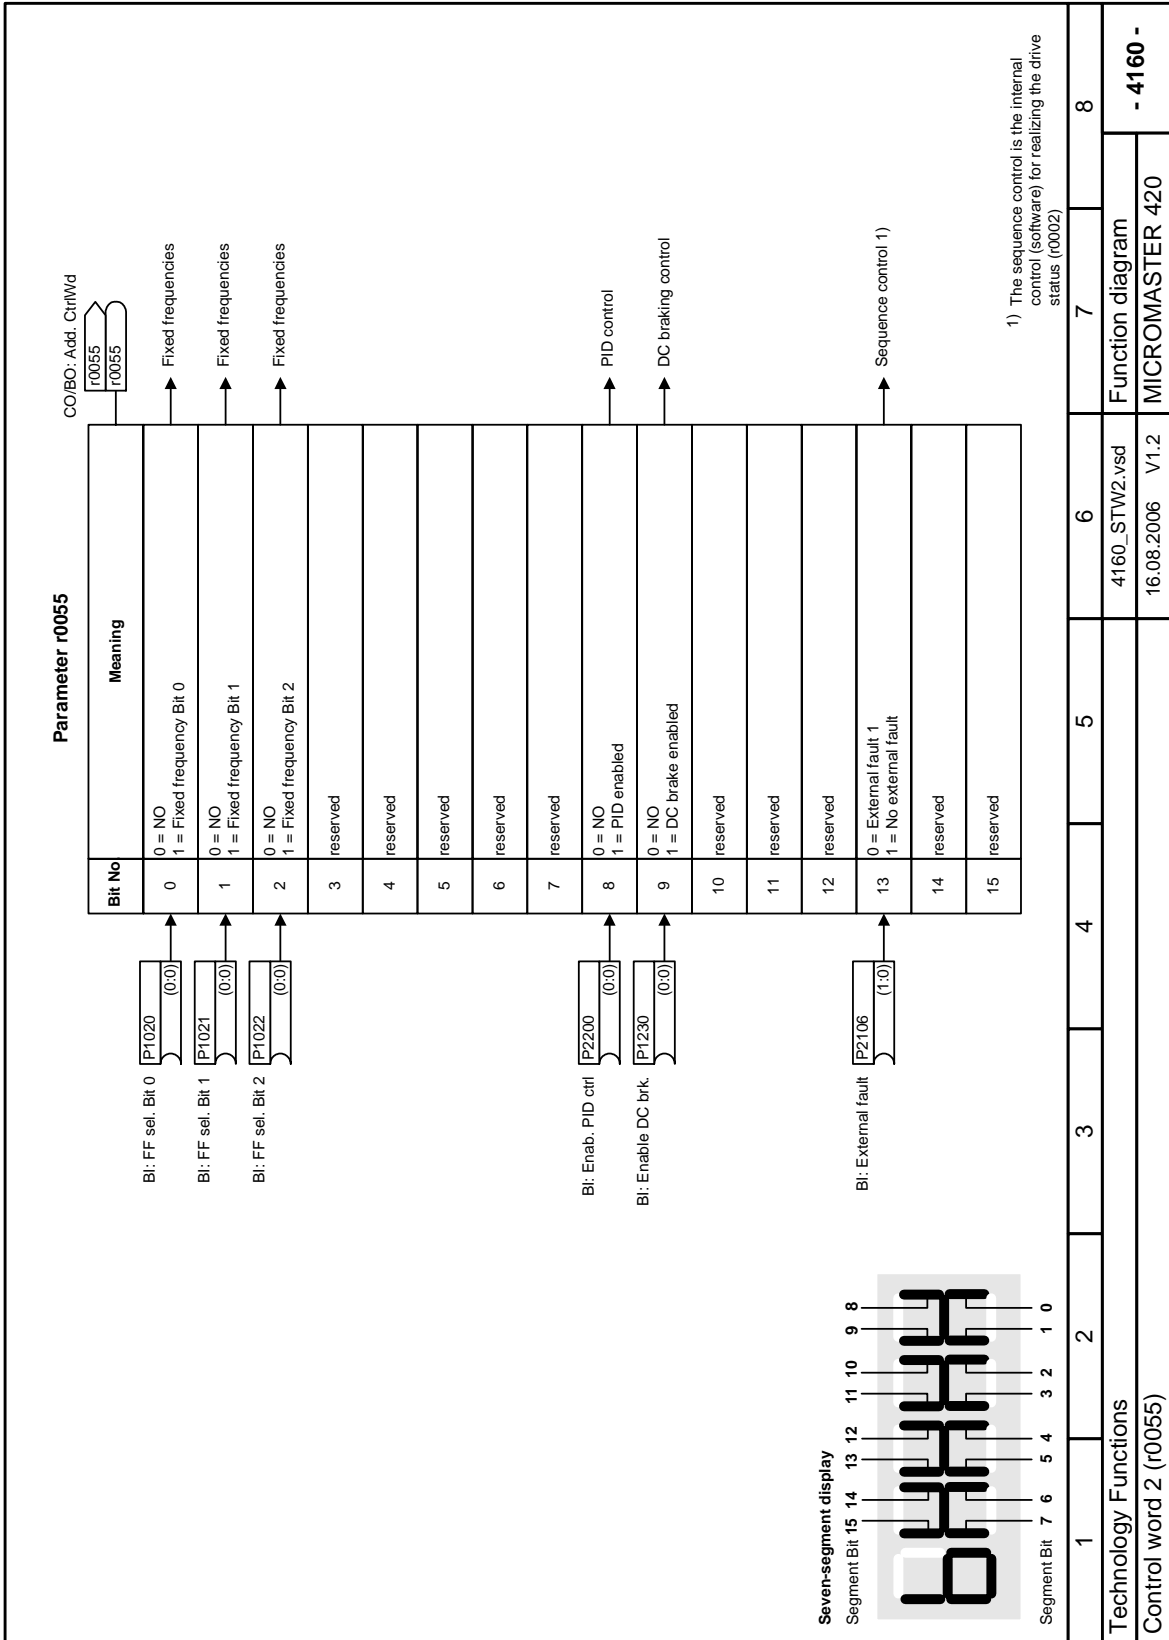 Parameter r0055
CO/BO: Add. CtrlWd
r0055
r0055
Bit No
Meaning
BI: FF sel. Bit 0
P1020
(0:0)
0
0 = NO
1 = Fixed frequency Bit 0
Fixed frequencies
BI: FF sel. Bit 1
P1021
(0:0)
1
0 = NO
1 = Fixed frequency Bit 1
Fixed frequencies
BI: FF sel. Bit 2
P1022
(0:0)
2
0 = NO
1 = Fixed frequency Bit 2
Fixed frequencies
3
reserved
4
reserved
5
reserved
6
reserved
7
reserved
BI: Enab. PID ctrl
P2200
(0:0)
8
0 = NO
1 = PID enabled
PID control
BI: Enable DC brk.
P1230
(0:0)
9
0 = NO
1 = DC brake enabled
DC braking control
10
reserved
11
reserved
12
reserved
BI: External fault
P2106
(1:0)
13
0 = External fault 1
1 = No external fault
Sequence control 1)
14
reserved
15
reserved
Seven-segment display
Segment Bit 15 14 13 12 11 10 9 8
Segment Bit 7 6 5 4 3 2 1 0
1) The sequence control is the internal
control (software) for realizing the drive
status (r0002)
1 2 3 4 5 6 7 8
Technology Functions
4160_STW2.vsd
Function diagram
- 4160 -
Control word 2 (r0055)
16.08.2006 V1.2
MICROMASTER 420